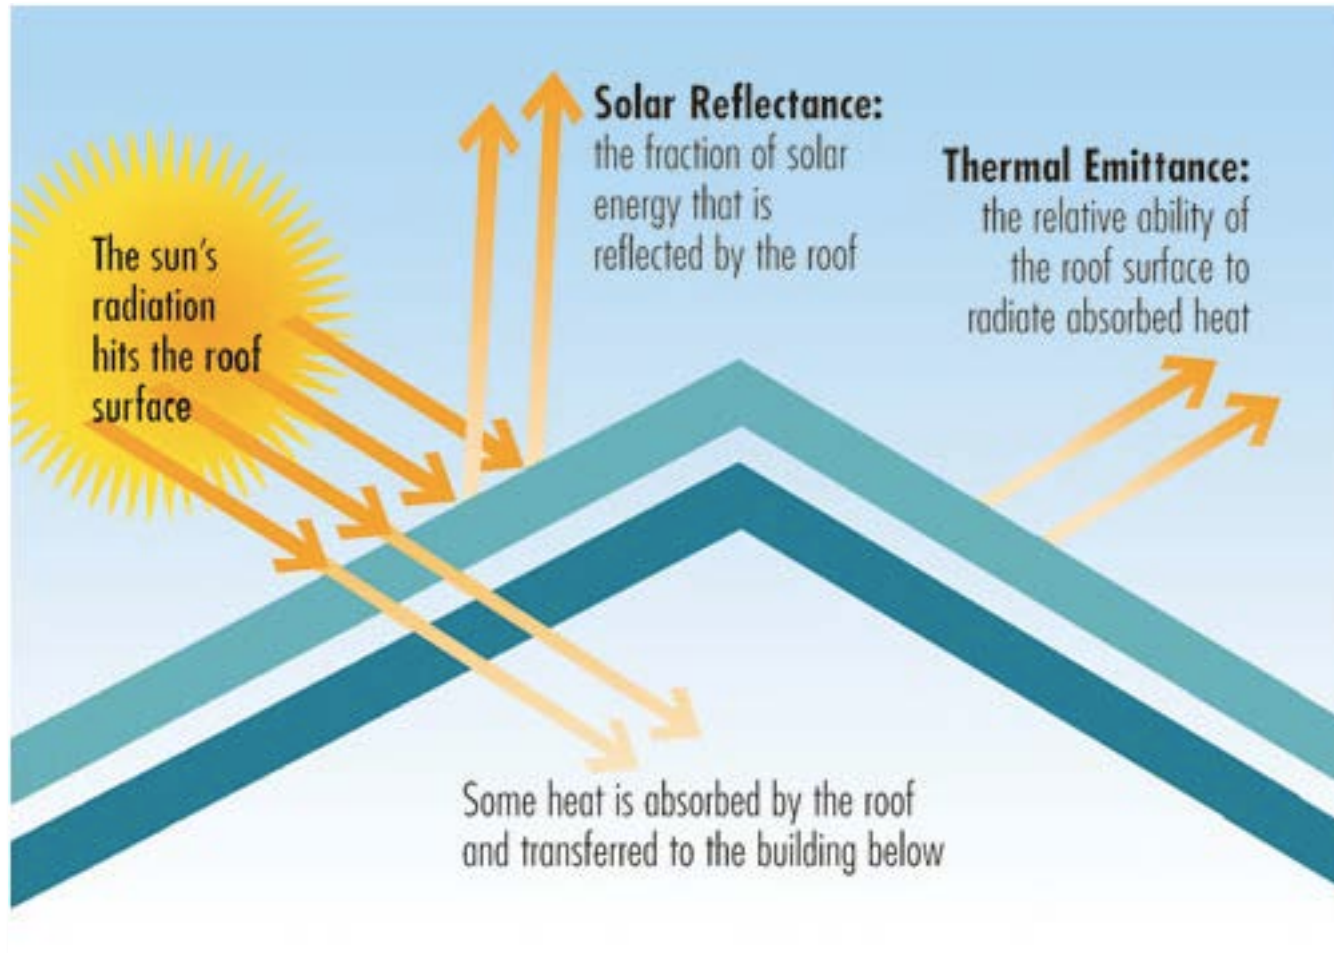 The sun's
radiation
hits the roof
surface
Solar Reflectance:
the fraction of solar
energy that is
reflected by the roof
Thermal Emittance:
the relative ability of
the roof surface to
radiate absorbed heat
Some heat is absorbed by the roof
and transferred to the building below